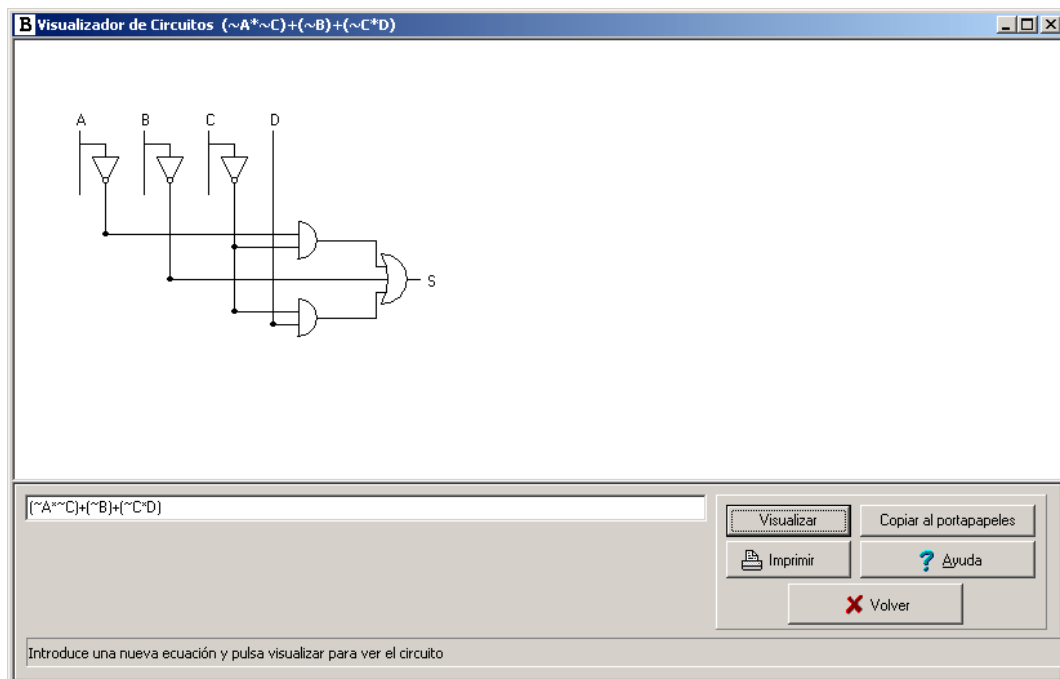 B Visualizador de Circuitos (~A*~C)+(~B)+(~C*D)
A B C D
S
(~A*~C)+(~B)+(~C*D)
Visualizar Copiar al portapapeles
Imprimir ? Ayuda
Volver
Introduce una nueva ecuación y pulsa visualizar para ver el circuito